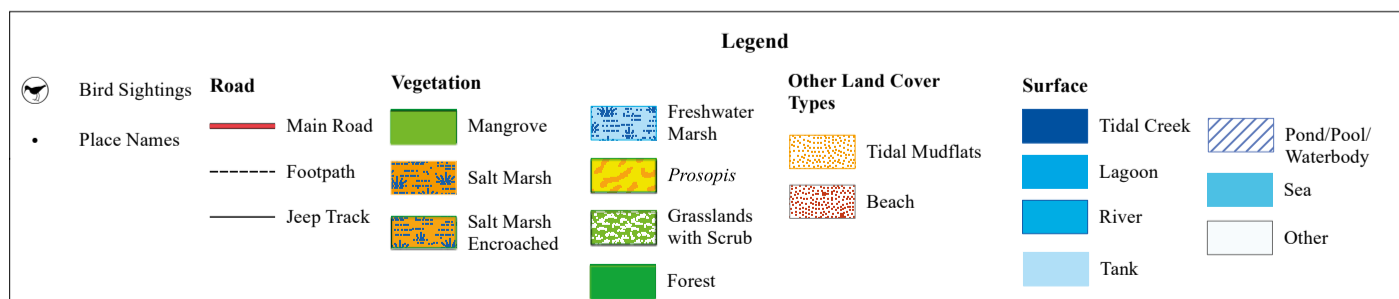 Legend
Bird Sightings
Place Names
Road
Main Road
Footpath
Jeep Track
Vegetation
Mangrove
Salt Marsh
Salt Marsh
Encroached
Freshwater
Marsh
Prosopis
Grasslands
with Scrub
Forest
Other Land Cover
Types
Tidal Mudflats
Beach
Surface
Tidal Creek
Lagoon
River
Tank
Pond/Pool/
Waterbody
Sea
Other